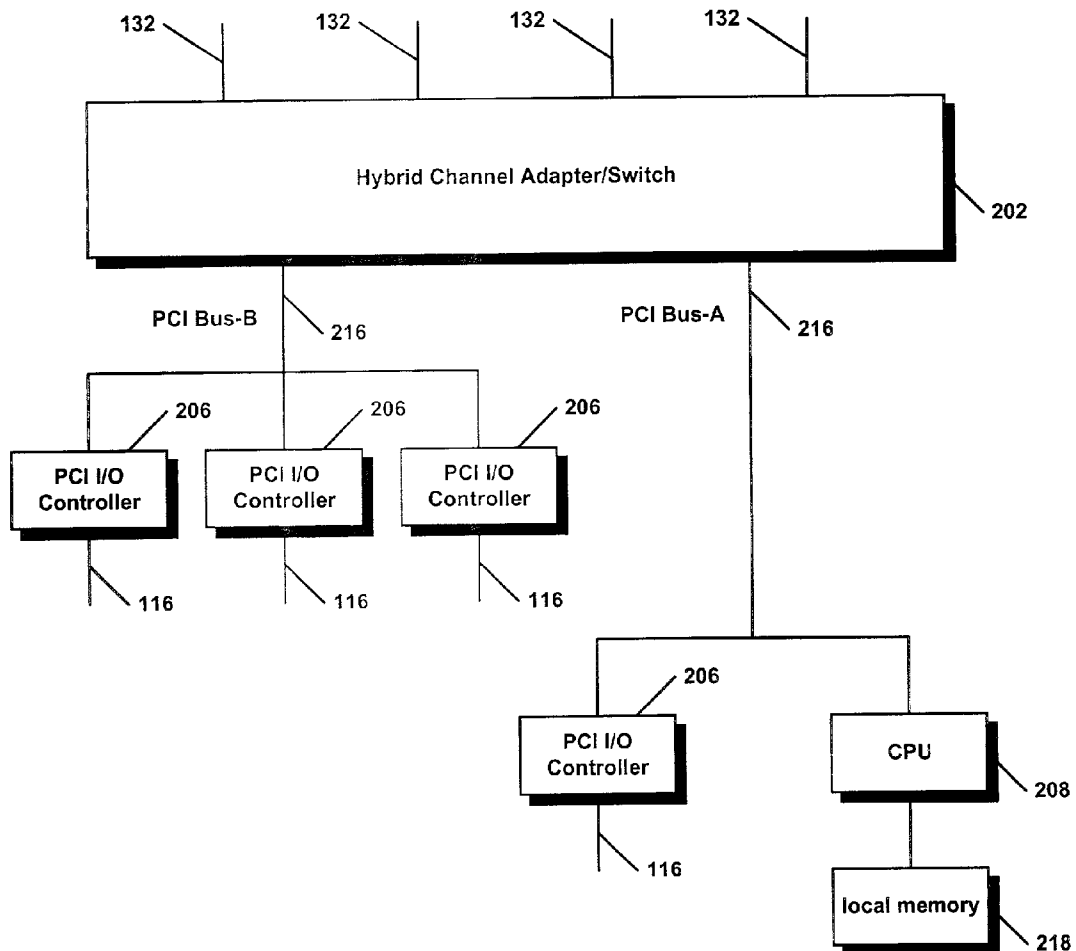 132
132
132
132
Hybrid Channel Adapter/Switch
202
PCI Bus-B
216
PCI Bus-A
216
206
206
206
PCI I/O
Controller
PCI I/O
Controller
PCI I/O
Controller
116
116
116
206
PCI I/O
Controller
CPU
208
116
local memory
218